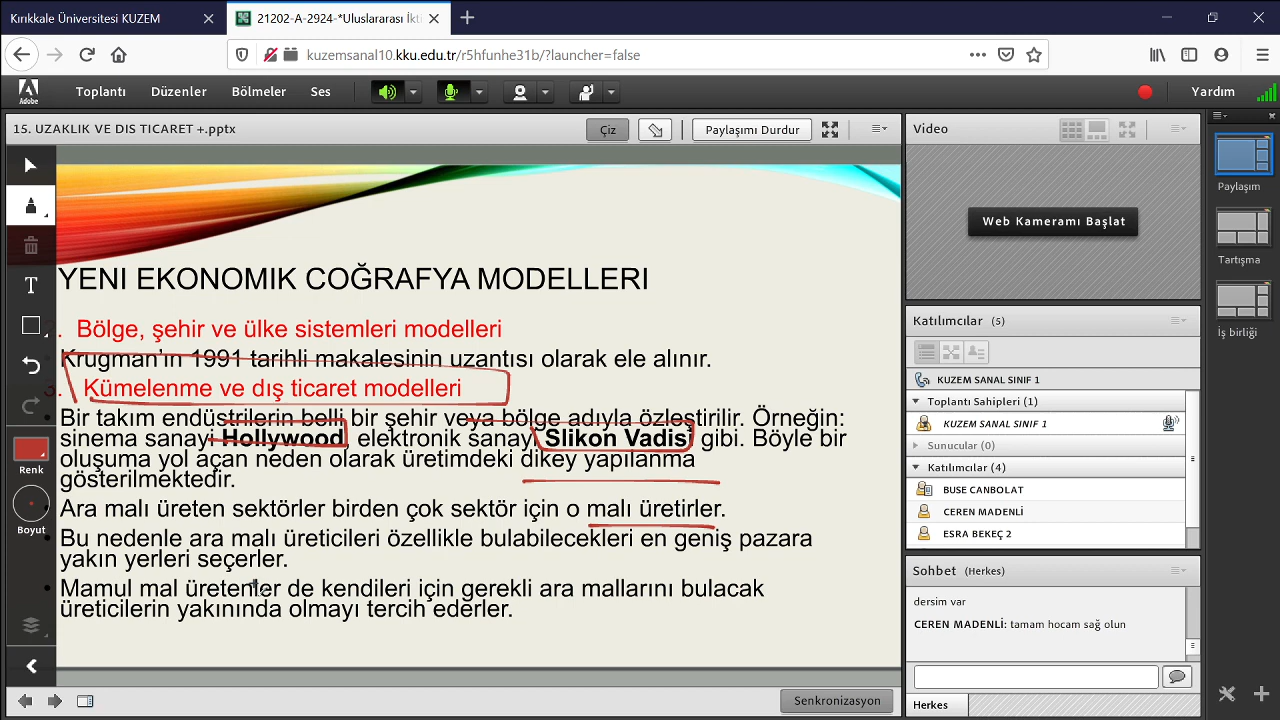 Kırıkkale Üniversitesi KUZEM
21202-A-2924-*Uluslararası İkti
kuzemsanal10.kku.edu.tr/r5hfunhe31b/?launcher=false
Adobe
Toplantı
Düzenler
Bölmeler
Ses
Yardım
15. UZAKLIK VE DIS TICARET +.pptx
Çiz
Paylaşımı Durdur
YENI EKONOMIK COĞRAFYA MODELLERI
2. Bölge, şehir ve ülke sistemleri modelleri
Krugman’ın 1991 tarihli makalesinin uzantısı olarak ele alınır.
3. Kümelenme ve dış ticaret modelleri
• Bir takım endüstrilerin belli bir şehir veya bölge adıyla özleştirilir. Örneğin:
sinema sanayi Hollywood, elektronik sanayi Slikon Vadisi gibi. Böyle bir
oluşuma yol açan neden olarak üretimdeki dikey yapılanma
gösterilmektedir.
• Ara malı üreten sektörler birden çok sektör için o malı üretirler.
• Bu nedenle ara malı üreticileri özellikle bulabilecekleri en geniş pazara
yakın yerleri seçerler.
• Mamul mal üretenler de kendileri için gerekli ara mallarını bulacak
üreticilerin yakınında olmayı tercih ederler.
T
Renk
Boyut
Senkronizasyon
Video
Web Kameramı Başlat
Katılımcılar (5)
KUZEM SANAL SINIF 1
Toplantı Sahipleri (1)
KUZEM SANAL SINIF 1
Sunucular (0)
Katılımcılar (4)
BUSE CANBOLAT
CEREN MADENLİ
ESRA BEKEÇ 2
Sohbet (Herkes)
dersim var
CEREN MADENLİ: tamam hocam sağ olun
Herkes
Paylaşım
Tartışma
İş birliği